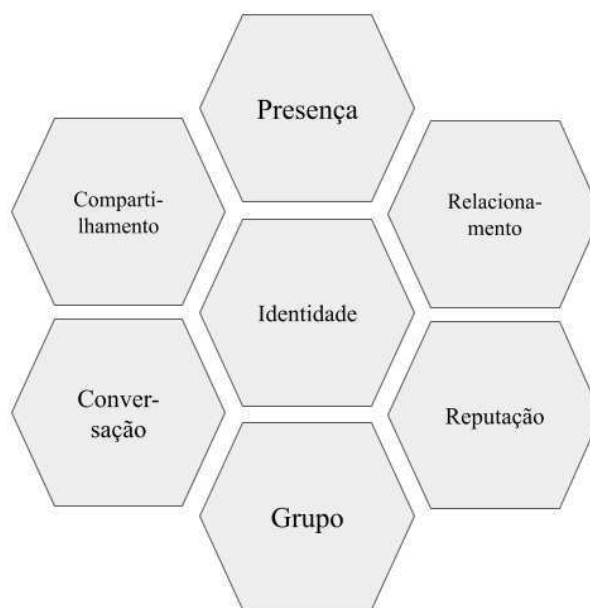 Presença
Comparti-
lhamento
Relaciona-
mento
Identidade
Conver-
sação
Reputação
Grupo